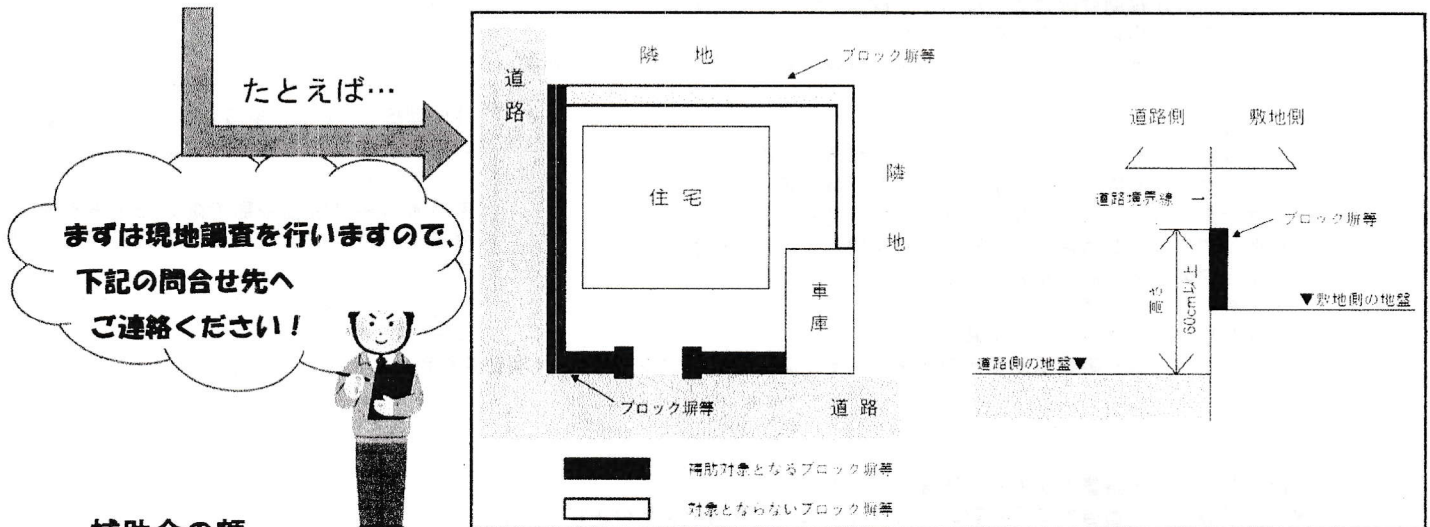 たとえば…
まずは現地調査を行いますので、
下記の問合せ先へ
ご連絡ください！
隣 地
ブロック塀等
道路
住 宅
隣地
車庫
ブロック塀等
道 路
補助対象となるブロック塀等
対象とならないブロック塀等
道路側 敷地側
道路境界線
ブロック塀等
高さ
60cm以上
▼敷地側の地盤
道路側の地盤▼
補助金の額